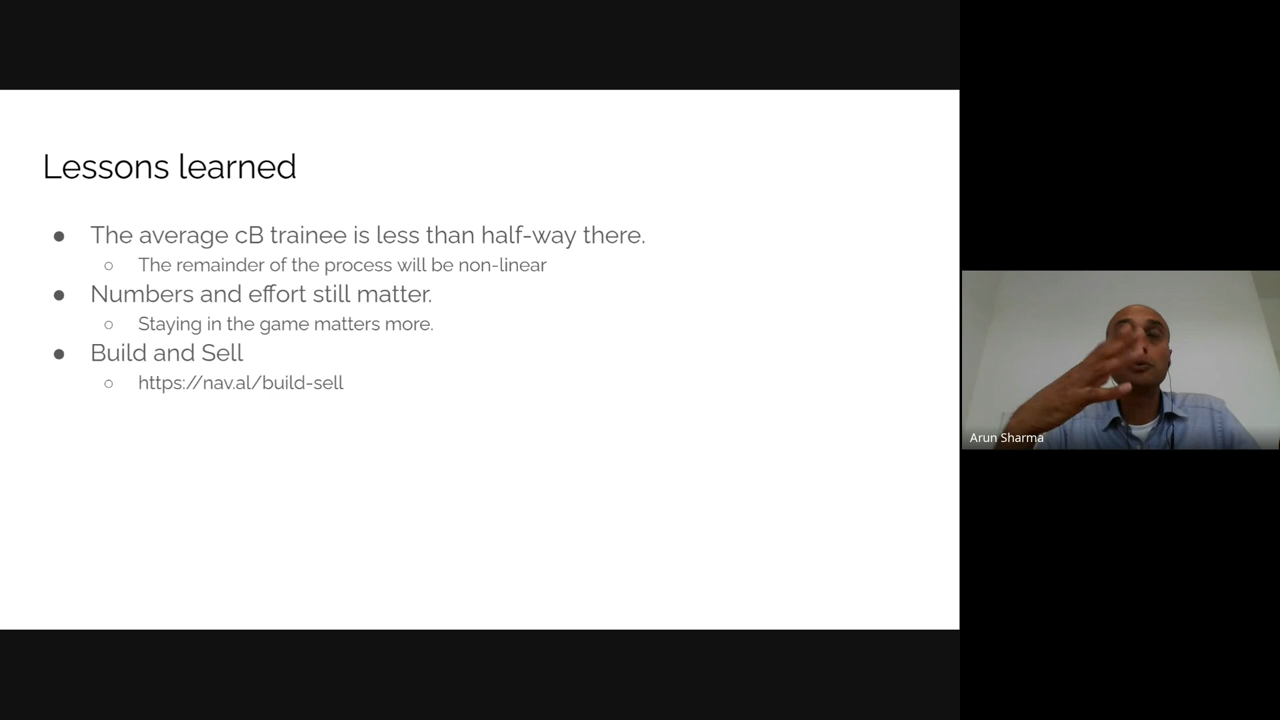 Lessons learned
● The average cB trainee is less than half-way there.
○ The remainder of the process will be non-linear
● Numbers and effort still matter.
○ Staying in the game matters more.
● Build and Sell
○ https://nav.al/build-sell
Arun Sharma